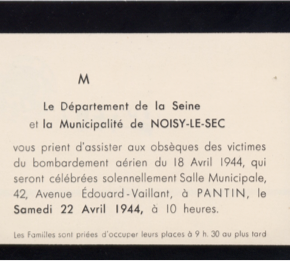 M
Le Département de la Seine
et la Municipalité de NOISY-LE-SEC
vous prient d'assister aux obsèques des victimes
du bombardement aérien du 18 Avril 1944, qui
seront célébrées solennellement Salle Municipale,
42, Avenue Édouard-Vaillant, à PANTIN, le
Samedi 22 Avril 1944, à 10 heures.
Les Familles sont priées d'occuper leurs places à 9 h. 30 au plus tard